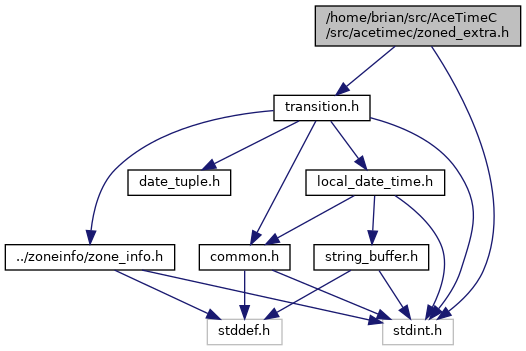 /home/brian/src/AceTimeC
/src/acetimec/zoned_extra.h
transition.h
date_tuple.h
local_date_time.h
../zoneinfo/zone_info.h
common.h
string_buffer.h
stddef.h
stdint.h